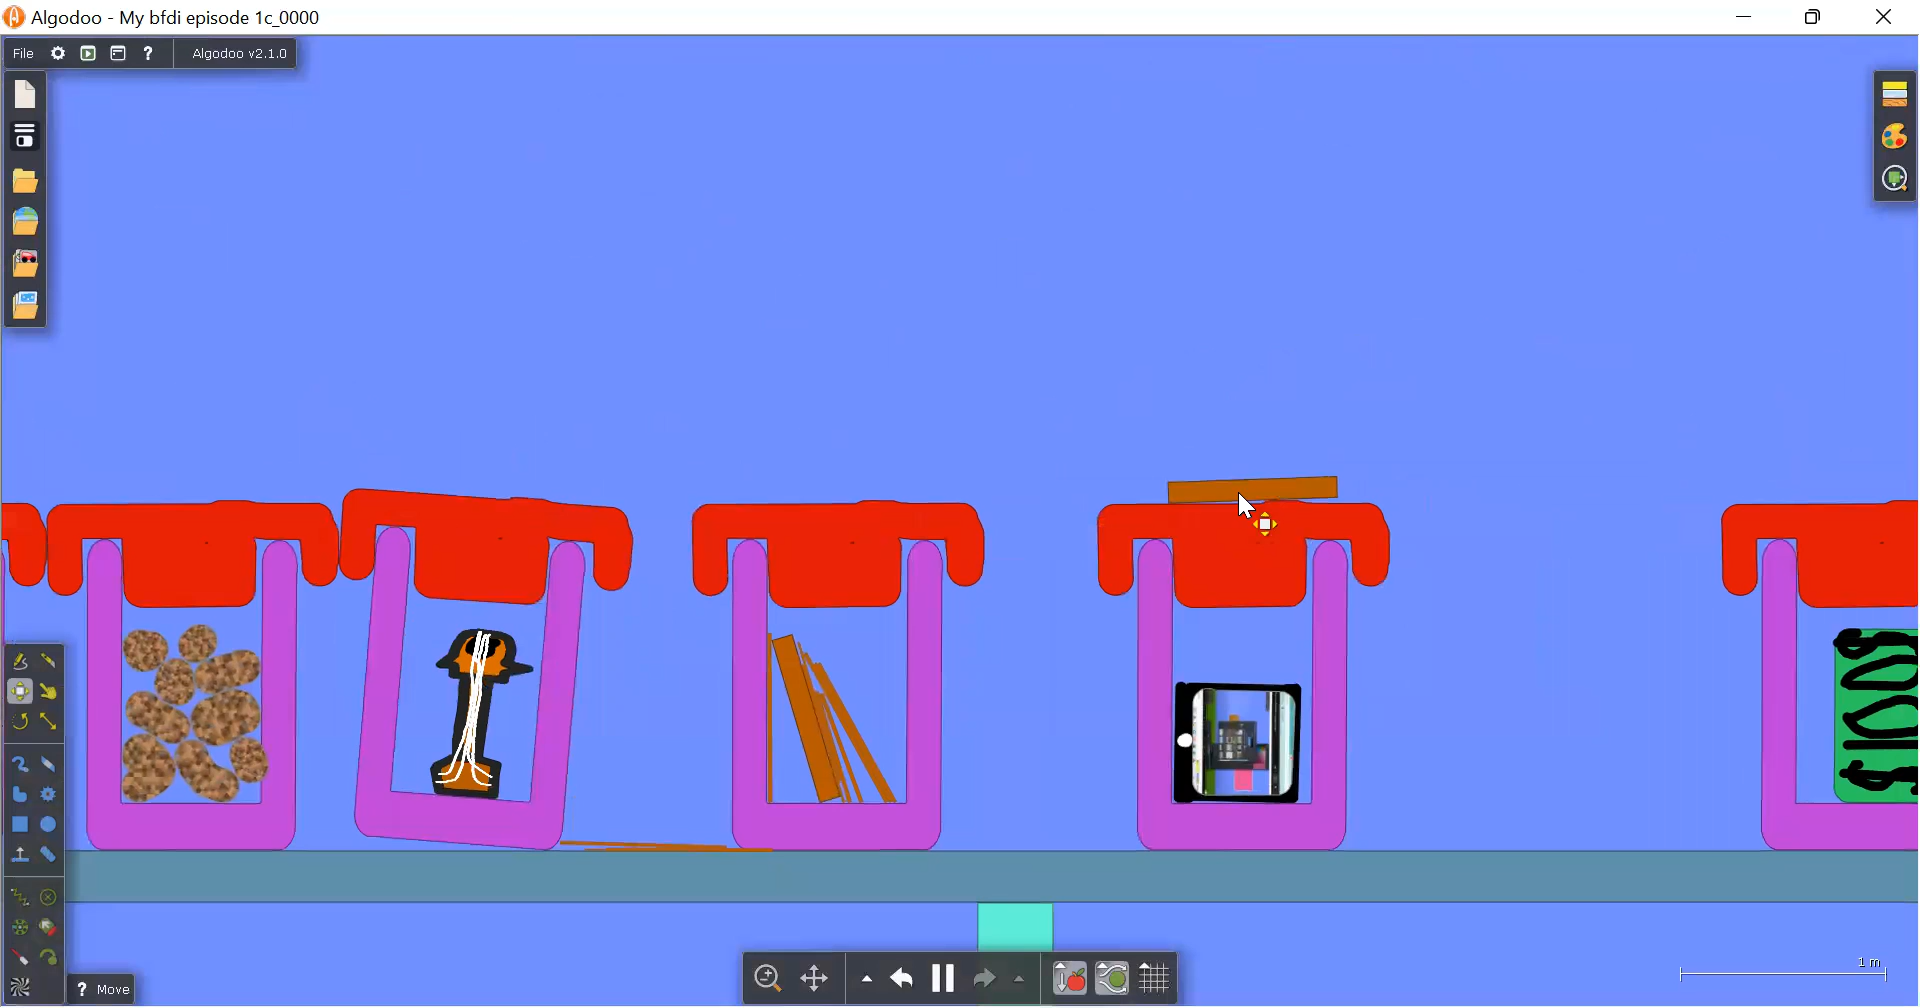 Algodoo - My bfdi episode 1c_0000
File ? Algodoo v2.1.0
? Move
1 m